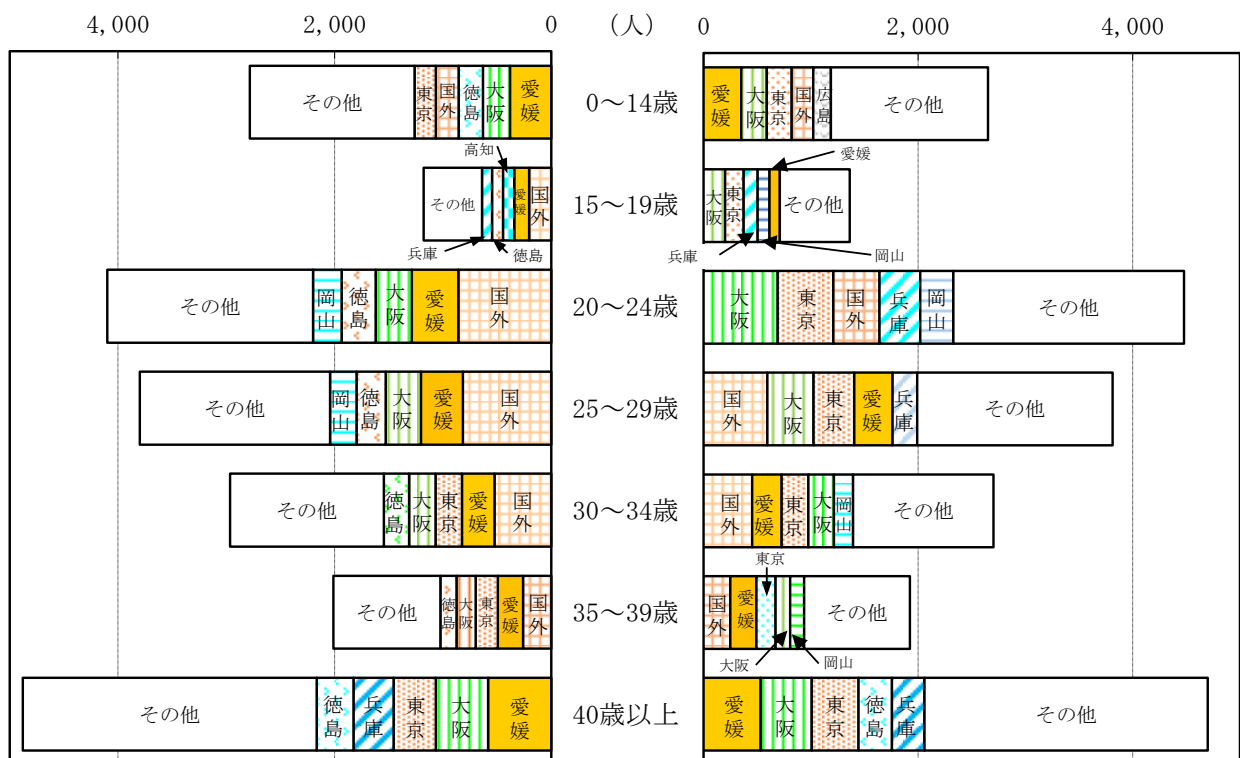 4,000 2,000 0 (人) 0 2,000 4,000
その他 東京 国外 徳島 大阪 愛媛 0～14歳 愛媛 大阪 東京 国外 広島 その他
高知 愛媛
その他 愛媛 国外 15～19歳 大阪 東京 その他
兵庫 徳島 兵庫 岡山
その他 岡山 徳島 大阪 愛媛 国外 20～24歳 大阪 東京 国外 兵庫 岡山 その他
その他 岡山 徳島 大阪 愛媛 国外 25～29歳 国外 大阪 東京 愛媛 兵庫 その他
その他 徳島 大阪 東京 愛媛 国外 30～34歳 国外 愛媛 東京 大阪 岡山 その他
東京
その他 徳島 大阪 東京 愛媛 国外 35～39歳 国外 愛媛 その他
大阪 岡山
その他 徳島 兵庫 東京 大阪 愛媛 40歳以上 愛媛 大阪 東京 徳島 兵庫 その他